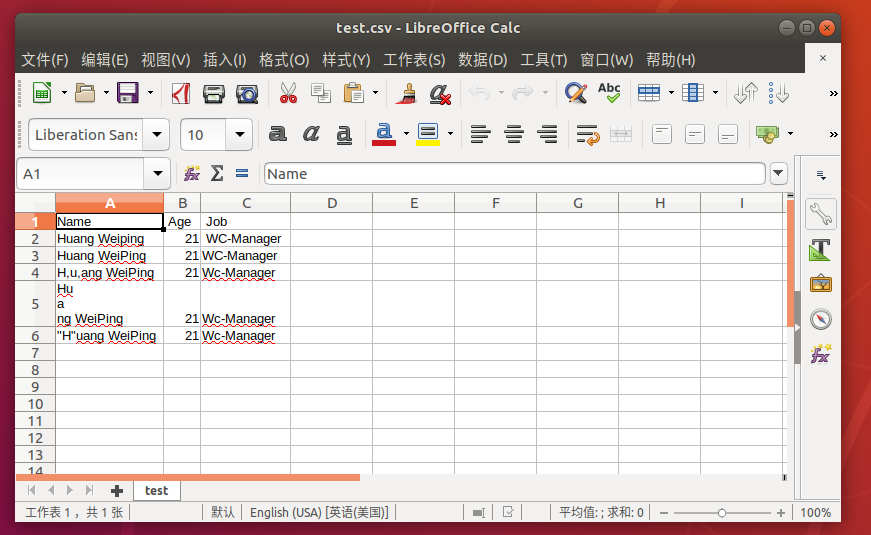 test.csv - LibreOffice Calc
文件(F) 编辑(E) 视图(V) 插入(I) 格式(O) 样式(Y) 工作表(S) 数据(D) 工具(T) 窗口(W) 帮助(H)
Abc
Liberation Sans 10
A1 Name
A B C D E F G H I
1 Name Age Job
2 Huang Weiping 21 WC-Manager
3 Huang WeiPing 21 WC-Manager
4 H,u,ang WeiPing 21 Wc-Manager
Hu
a
5 ng WeiPing 21 Wc-Manager
6 "H"uang WeiPing 21 Wc-Manager
7
8
9
10
11
12
13
14
test
工作表 1 ，共 1 张 默认 English (USA) [英语(美国)] 平均值: ; 求和: 0 100%